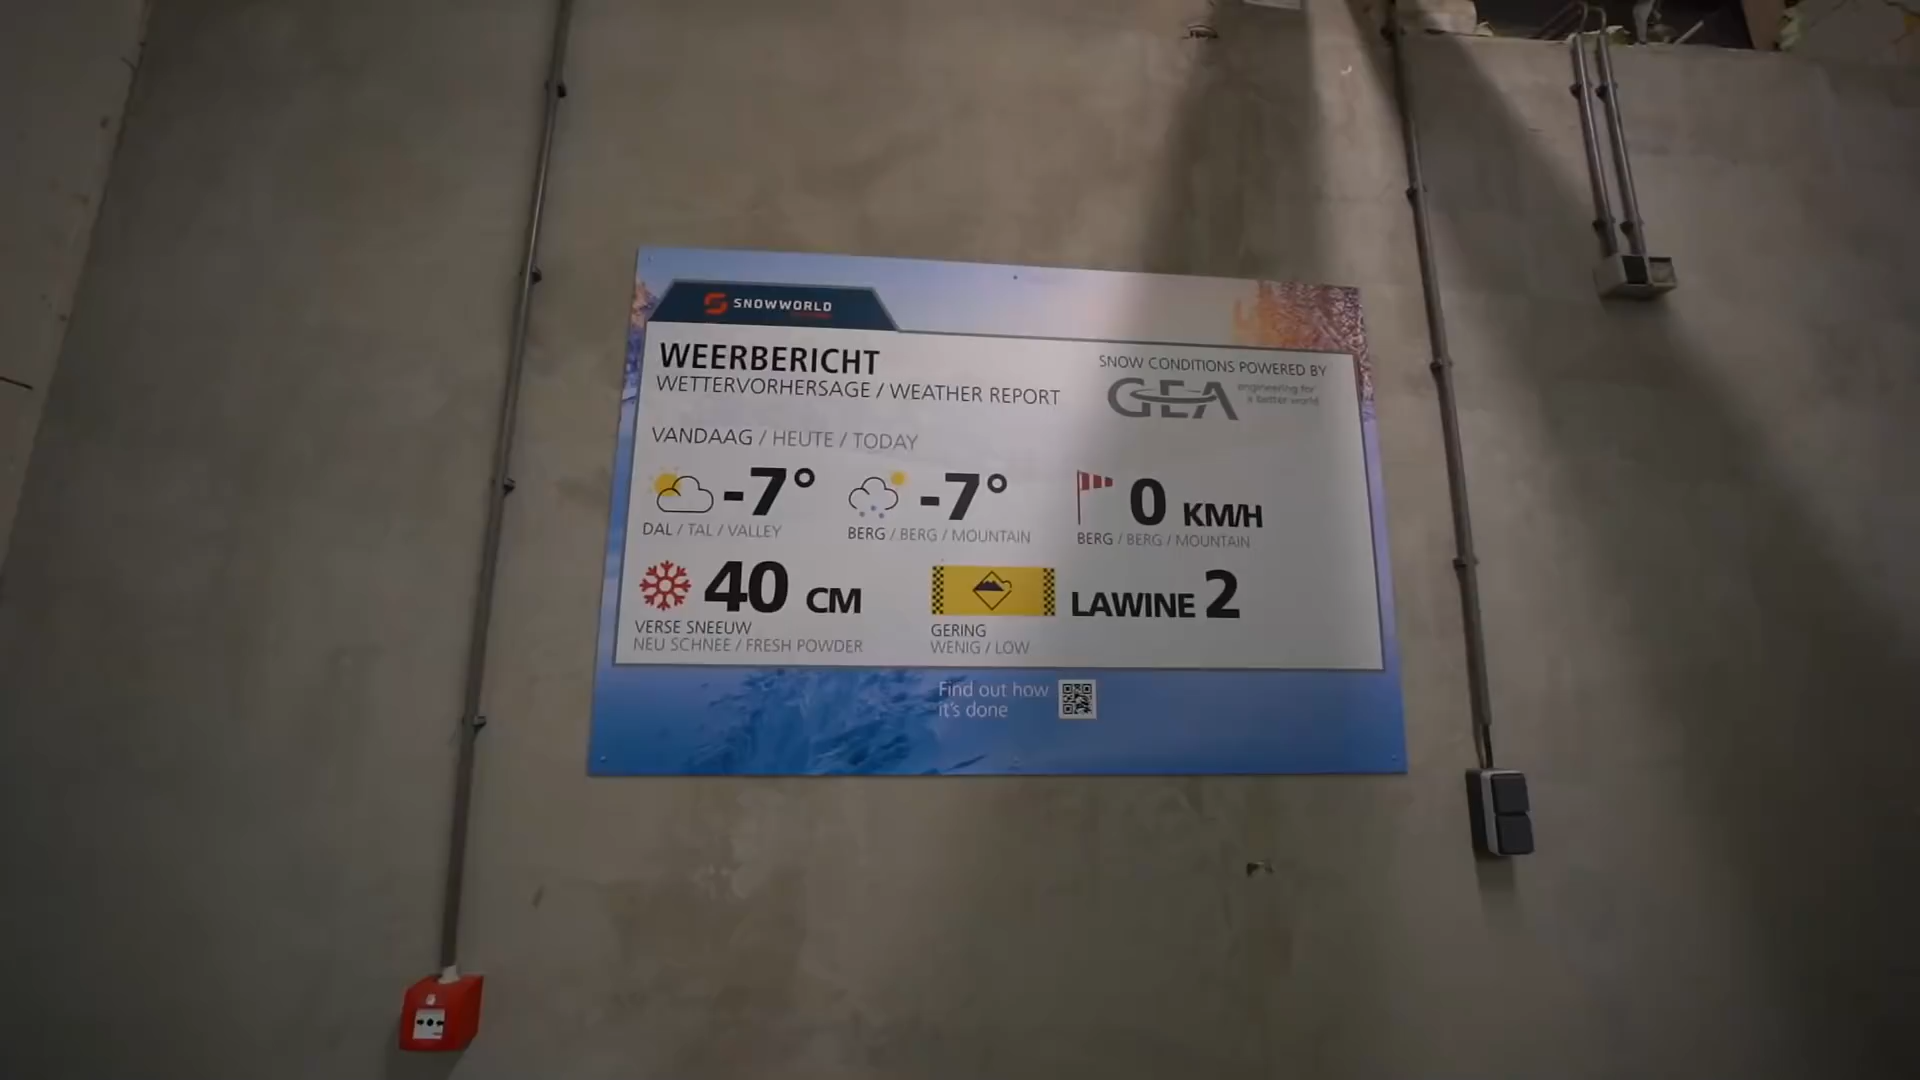 SNOWWORLD
WEERBERICHT
WETTERVORHERSAGE / WEATHER REPORT
SNOW CONDITIONS POWERED BY
GEA engineering for
a better world
VANDAAG / HEUTE / TODAY
-7°
DAL / TAL / VALLEY
-7°
BERG / BERG / MOUNTAIN
0 KM/H
BERG / BERG / MOUNTAIN
40 CM
VERSE SNEEUW
NEU SCHNEE / FRESH POWDER
LAWINE 2
GERING
WENIG / LOW
Find out how
it's done